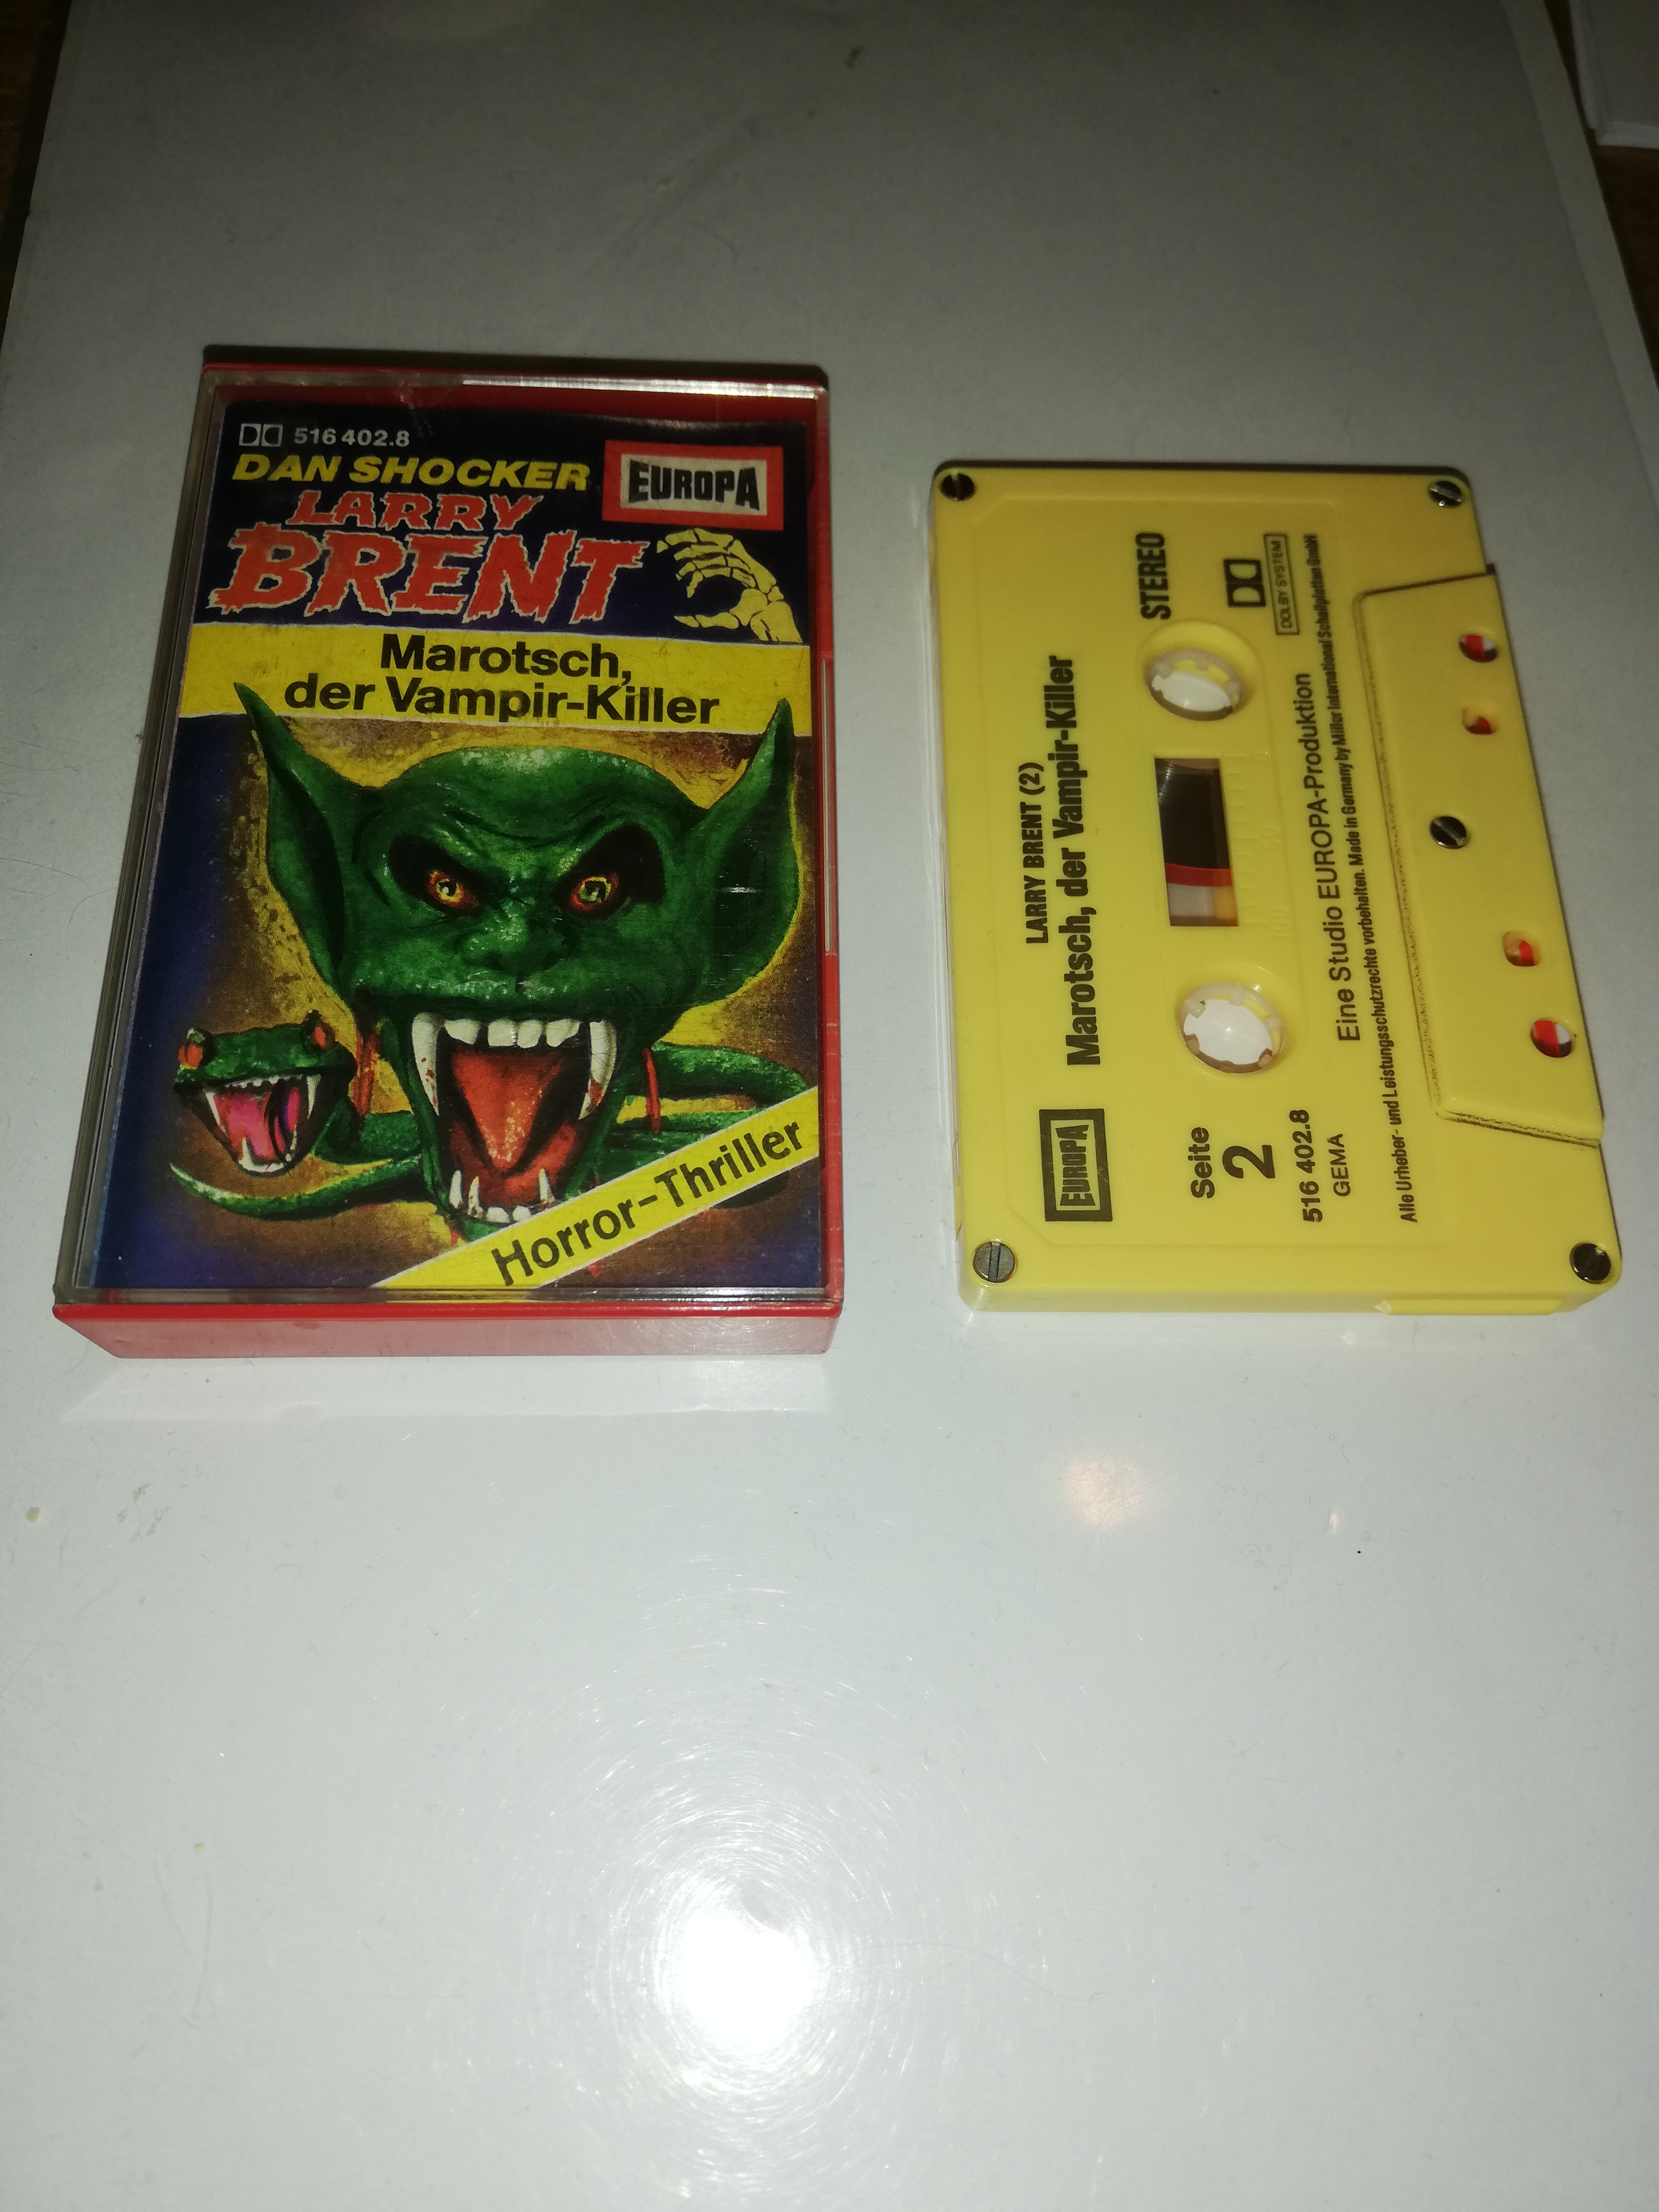 516 402.8
DAN SHOCKER
EUROPA
LARRY
BRENT
Marotsch,
der Vampir-Killer
Horror-Thriller
LARRY BRENT (2)
Marotsch, der Vampir-Killer
EUROPA
STEREO
Seite
2
DOLBY SYSTEM
516 402.8
GEMA
Eine Studio EUROPA-Produktion
Alle Urheber- und Leistungsschutzrechte vorbehalten. Made in Germany by Miller International Schallplatten GmbH